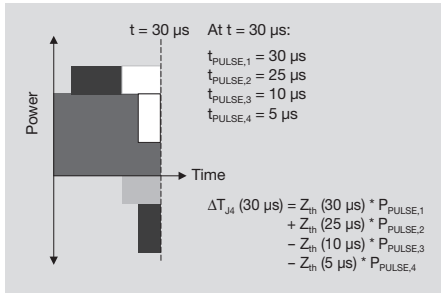 t = 30 µs
At t = 30 µs:
tPULSE,1 = 30 µs
tPULSE,2 = 25 µs
tPULSE,3 = 10 µs
tPULSE,4 = 5 µs
Power
Time
ΔTJ4 (30 µs) = Zth (30 µs) * PPULSE,1
+ Zth (25 µs) * PPULSE,2
− Zth (10 µs) * PPULSE,3
− Zth (5 µs) * PPULSE,4